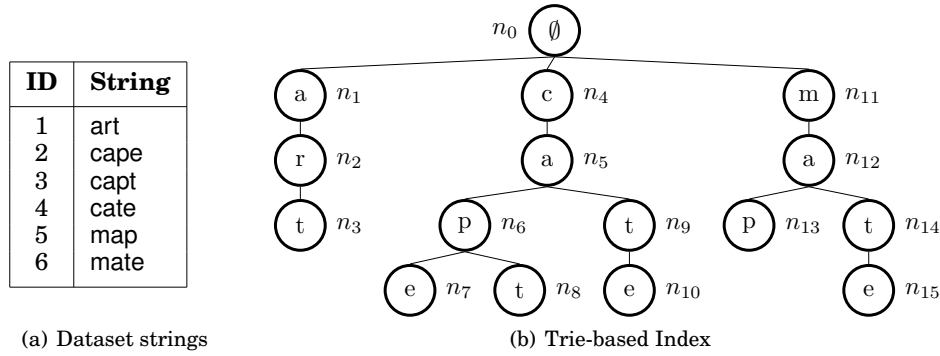 ID String
1 art
2 cape
3 capt
4 cate
5 map
6 mate
(a) Dataset strings
n0 ∅
a n1 c n4 m n11
r n2 a n5 a n12
t n3 p n6 t n9 p n13 t n14
e n7 t n8 e n10 e n15
(b) Trie-based Index